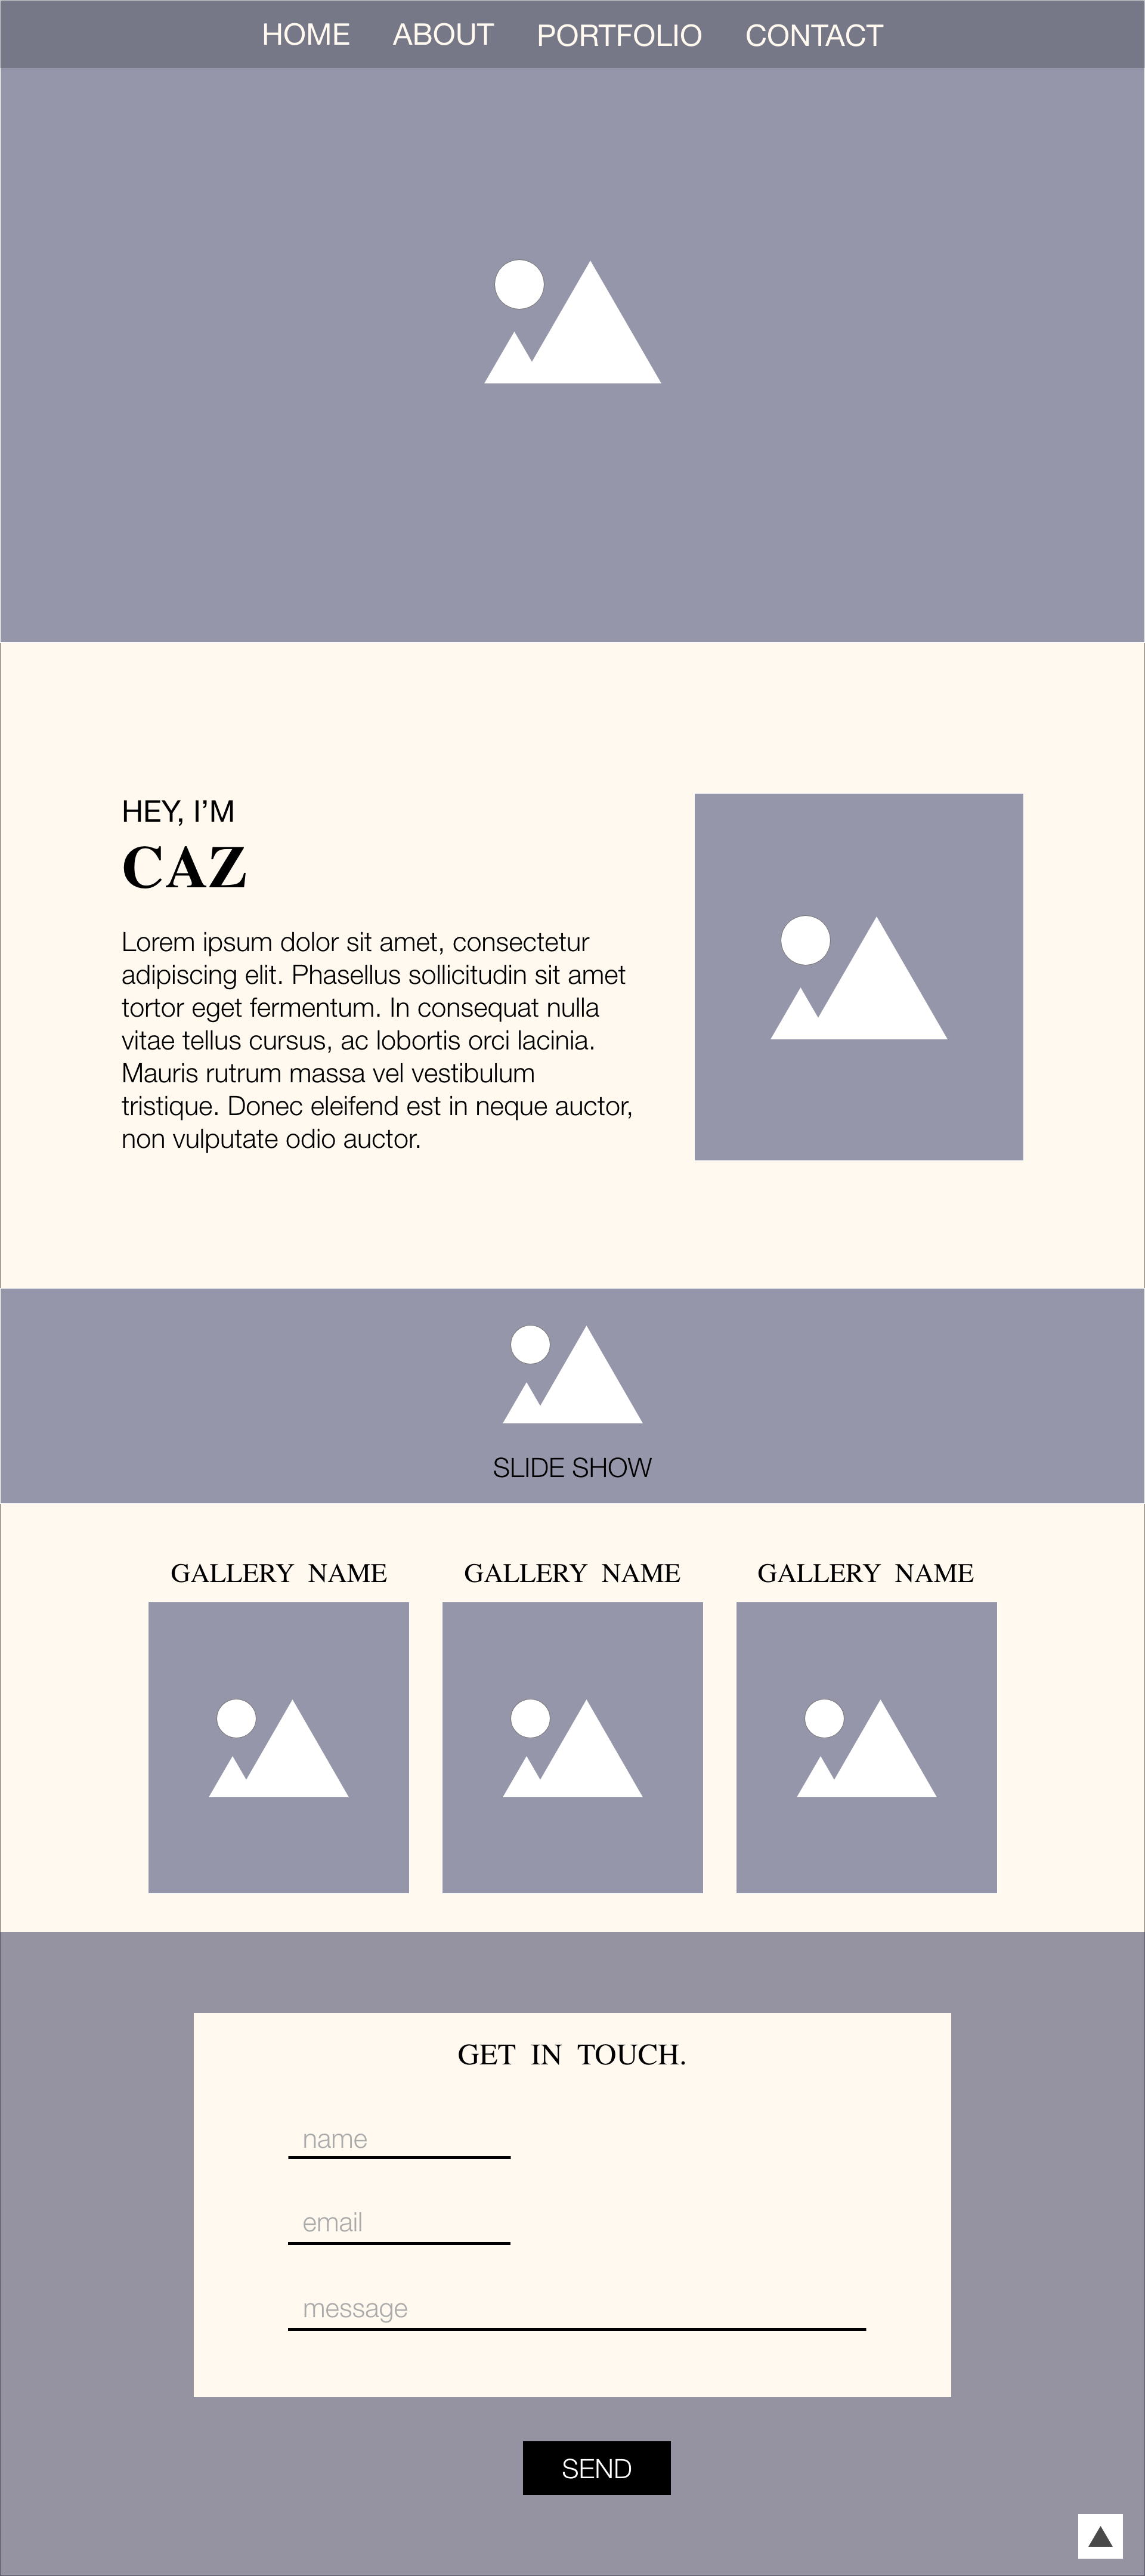 HOME ABOUT PORTFOLIO CONTACT
HEY, I’M
CAZ
Lorem ipsum dolor sit amet, consectetur
adipiscing elit. Phasellus sollicitudin sit amet
tortor eget fermentum. In consequat nulla
vitae tellus cursus, ac lobortis orci lacinia.
Mauris rutrum massa vel vestibulum
tristique. Donec eleifend est in neque auctor,
non vulputate odio auctor.
SLIDE SHOW
GALLERY NAME GALLERY NAME GALLERY NAME
GET IN TOUCH.
name
email
message
SEND